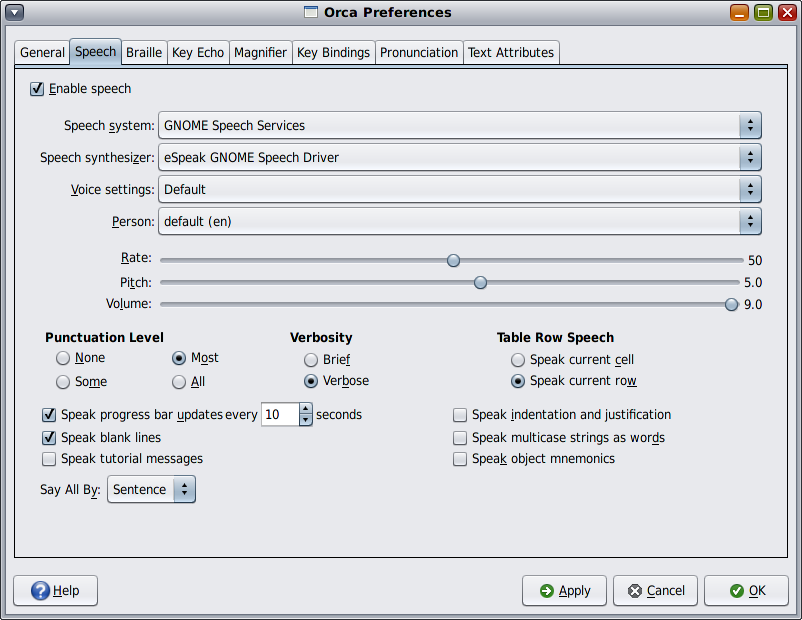 Orca Preferences
General Speech Braille Key Echo Magnifier Key Bindings Pronunciation Text Attributes
Enable speech
Speech system: GNOME Speech Services
Speech synthesizer: eSpeak GNOME Speech Driver
Voice settings: Default
Person: default (en)
Rate: 50
Pitch: 5.0
Volume: 9.0
Punctuation Level Verbosity Table Row Speech
None Most Brief Speak current cell
Some All Verbose Speak current row
Speak progress bar updates every 10 seconds Speak indentation and justification
Speak blank lines Speak multicase strings as words
Speak tutorial messages Speak object mnemonics
Say All By: Sentence
Help Apply Cancel OK